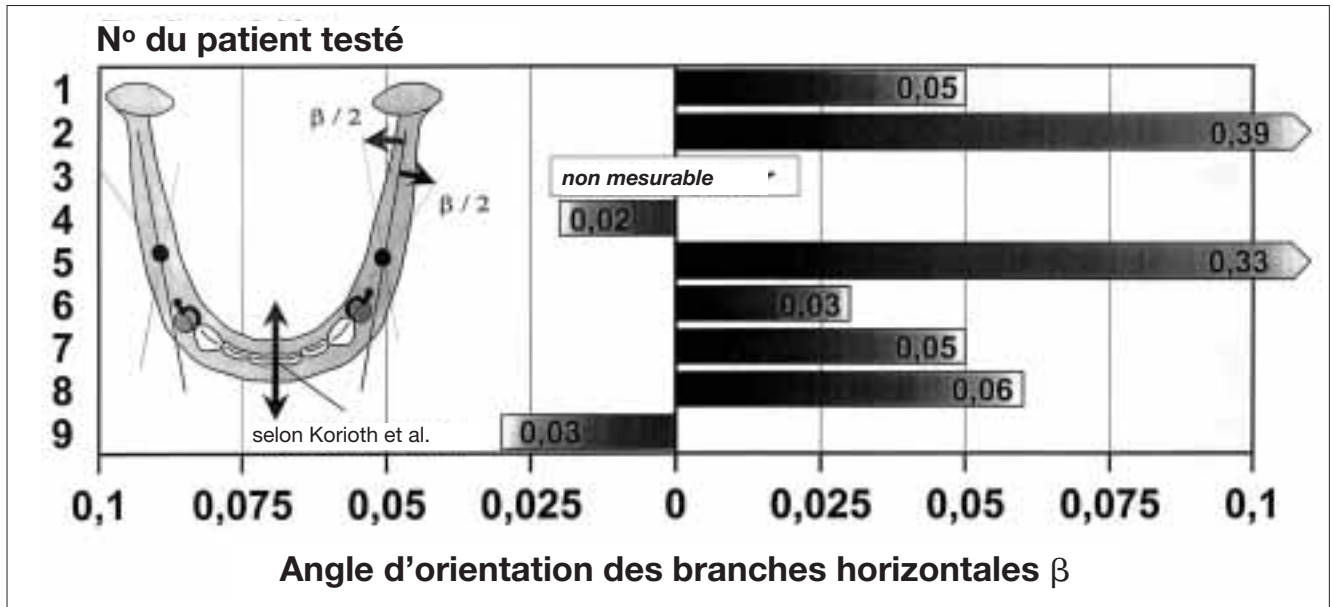 Nº du patient testé
1
0,05
β / 2
2
0,39
3
non mesurable
β / 2
4
0,02
5
0,33
6
0,03
7
0,05
8
0,06
9
0,03
selon Korioth et al.
0,1 0,075 0,05 0,025 0 0,025 0,05 0,075 0,1
Angle d'orientation des branches horizontales β